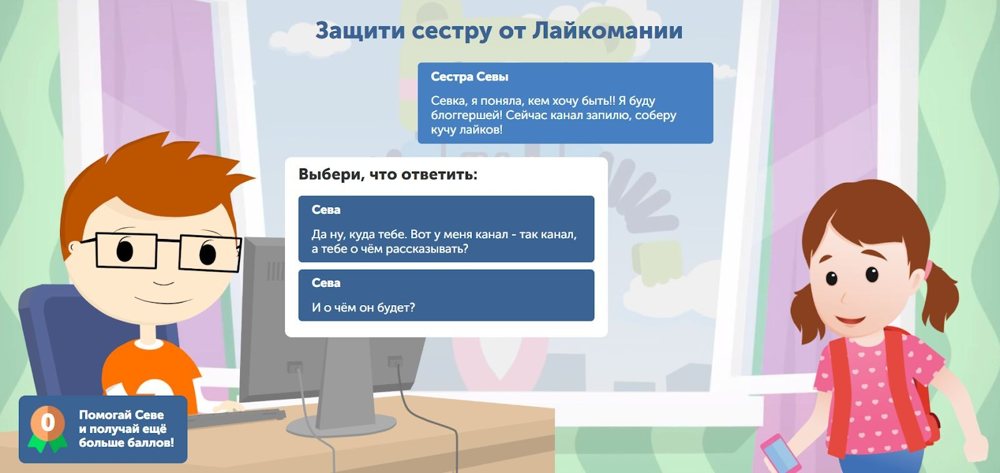 Защити сестру от Лайкомании
Сестра Севы
Севка, я поняла, кем хочу быть!! Я буду
блоггершей! Сейчас канал запилю, соберу
кучу лайков!
Выбери, что ответить:
Сева
Да ну, куда тебе. Вот у меня канал - так канал,
а тебе о чём рассказывать?
Сева
И о чём он будет?
0
Помогай Севе
и получай ещё
больше баллов!